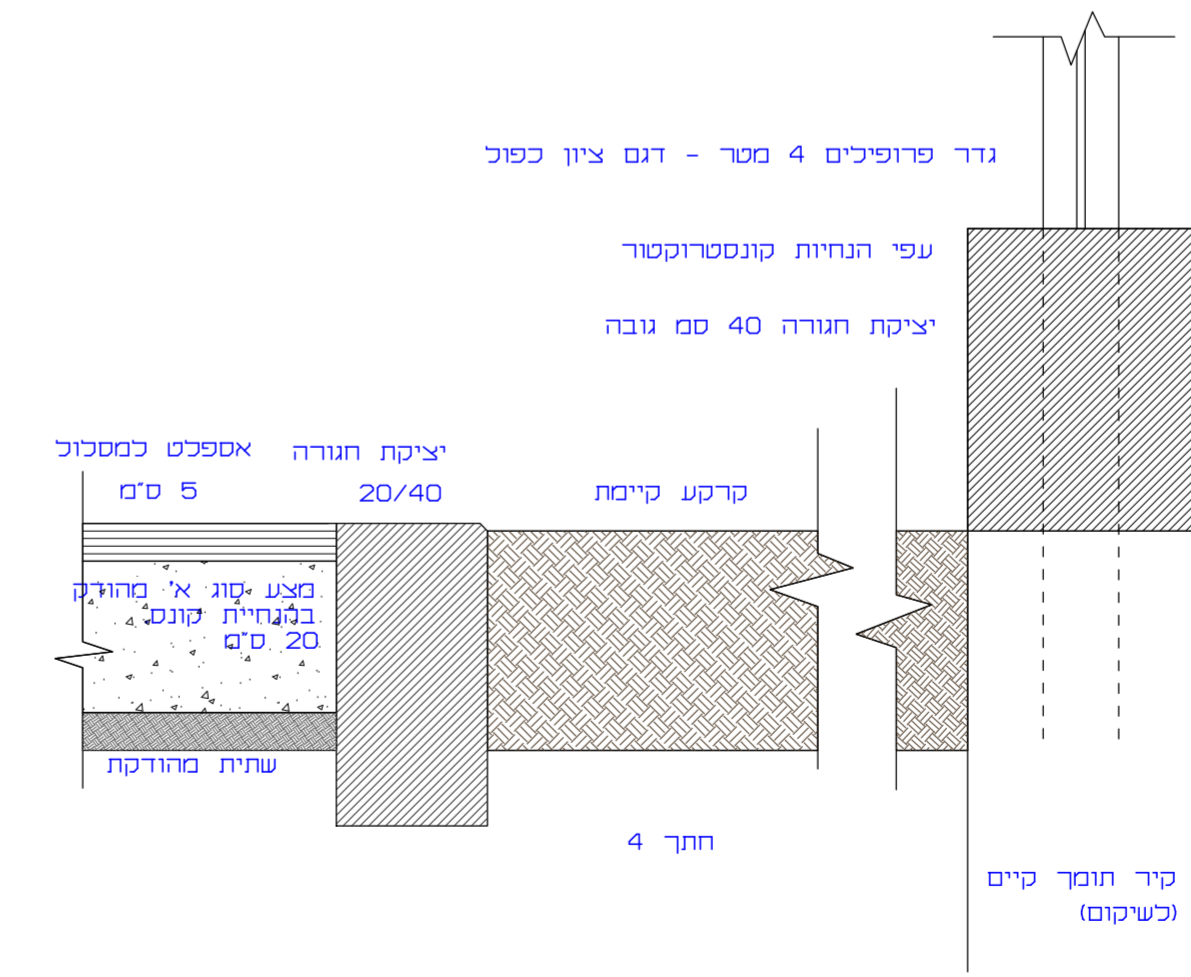 גדר פרופילים 4 מטר - דגם ציון כפול
עפי הנחיות קונסטרוקטור
יציקת חגורה 40 סמ גובה
יציקת חגורה
20/40
אספלט למסלול
5 ס"מ
קרקע קיימת
מצע סוג א' מהודק
בהנחיית קונס.
20 ס"מ
שתית מהודקת
חתך 4
קיר תומך קיים
(לשיקום)